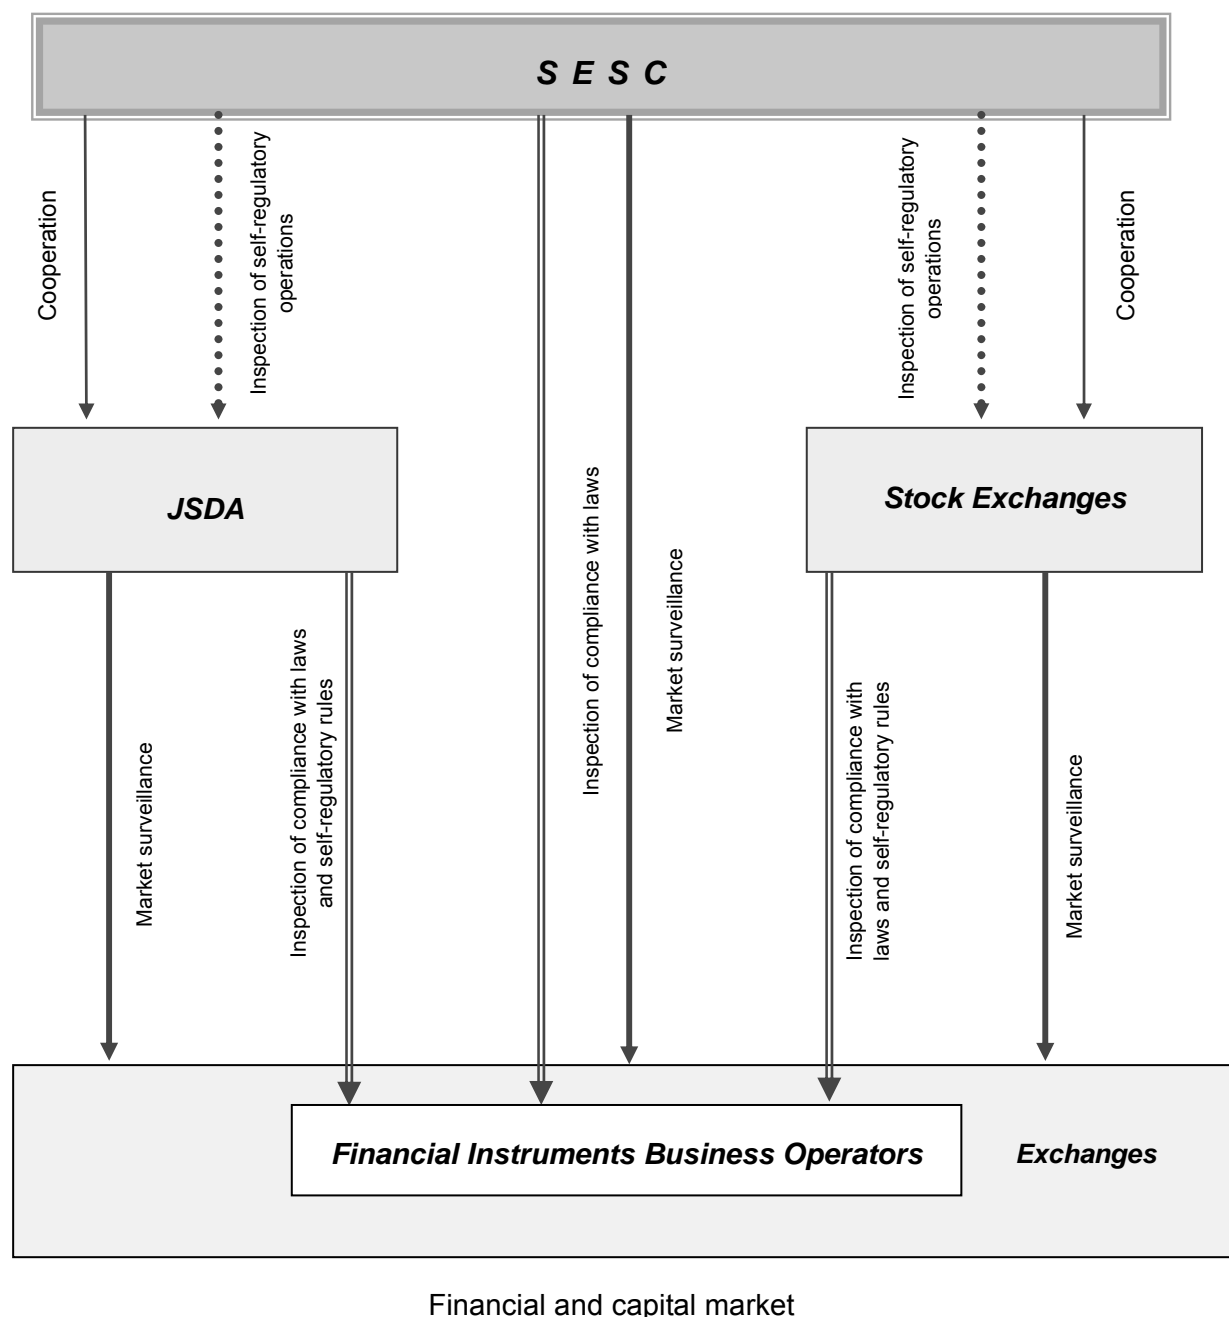 S E S C
Cooperation
Inspection of self-regulatory
operations
Inspection of compliance with laws
Market surveillance
Inspection of self-regulatory
operations
Cooperation
JSDA
Stock Exchanges
Market surveillance
Inspection of compliance with laws
and self-regulatory rules
Inspection of compliance with
laws and self-regulatory rules
Market surveillance
Financial Instruments Business Operators
Exchanges
Financial and capital market